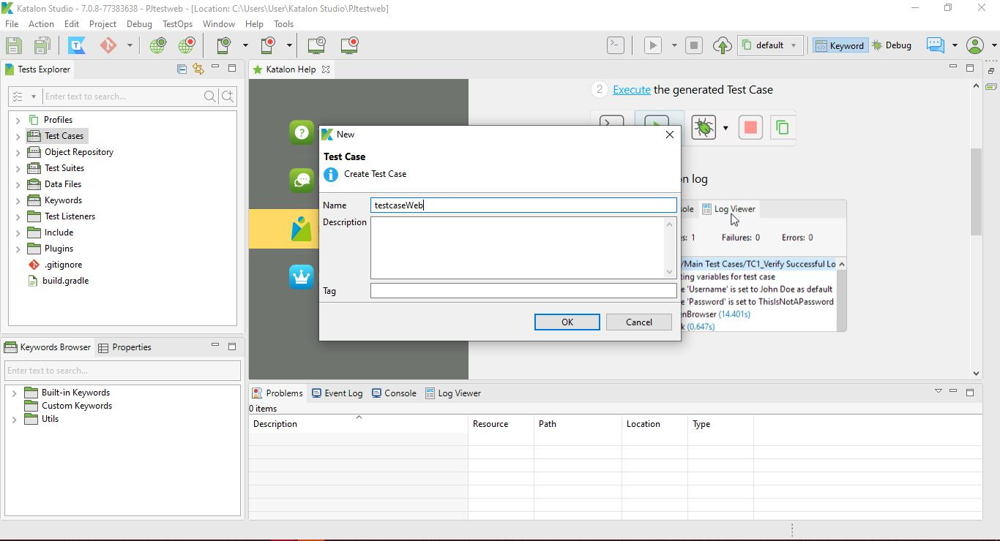 Katalon Studio - 7.0.8-77383638 - PJtestweb - [Location: C:\Users\User\Katalon Studio\PJtestweb]
File Action Edit Project Debug TestOps Window Help Tools
default Keyword Debug
Tests Explorer
Enter text to search...
Profiles
Test Cases
Object Repository
Test Suites
Data Files
Keywords
Test Listeners
Include
Plugins
.gitignore
build.gradle
Keywords Browser Properties
Enter text to search...
Built-in Keywords
Custom Keywords
Utils
Katalon Help
2 Execute the generated Test Case
New
Test Case
Create Test Case
Name testcaseWeb
Description
Tag
OK Cancel
log
Log Viewer
1 Failures: 0 Errors: 0
/Main Test Cases/TC1_Verify Successful Lo
variables for test case
'Username' is set to John Doe as default
'Password' is set to ThisIsNotAPassword
nBrowser (14.401s)
k (0.647s)
Problems Event Log Console Log Viewer
0 items
Description Resource Path Location Type